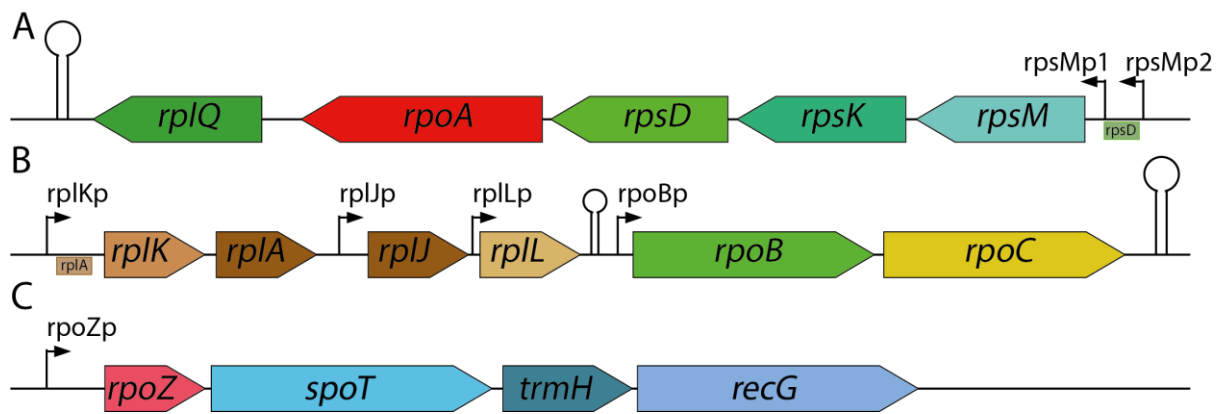 A
rpsMp1 rpsMp2
rplQ rpoA rpsD rpsK rpsM
rpsD
B
rplKp rplJp rplLp rpoBp
rplK rplA rplJ rplL rpoB rpoC
rplA
C
rpoZp
rpoZ spoT trmH recG